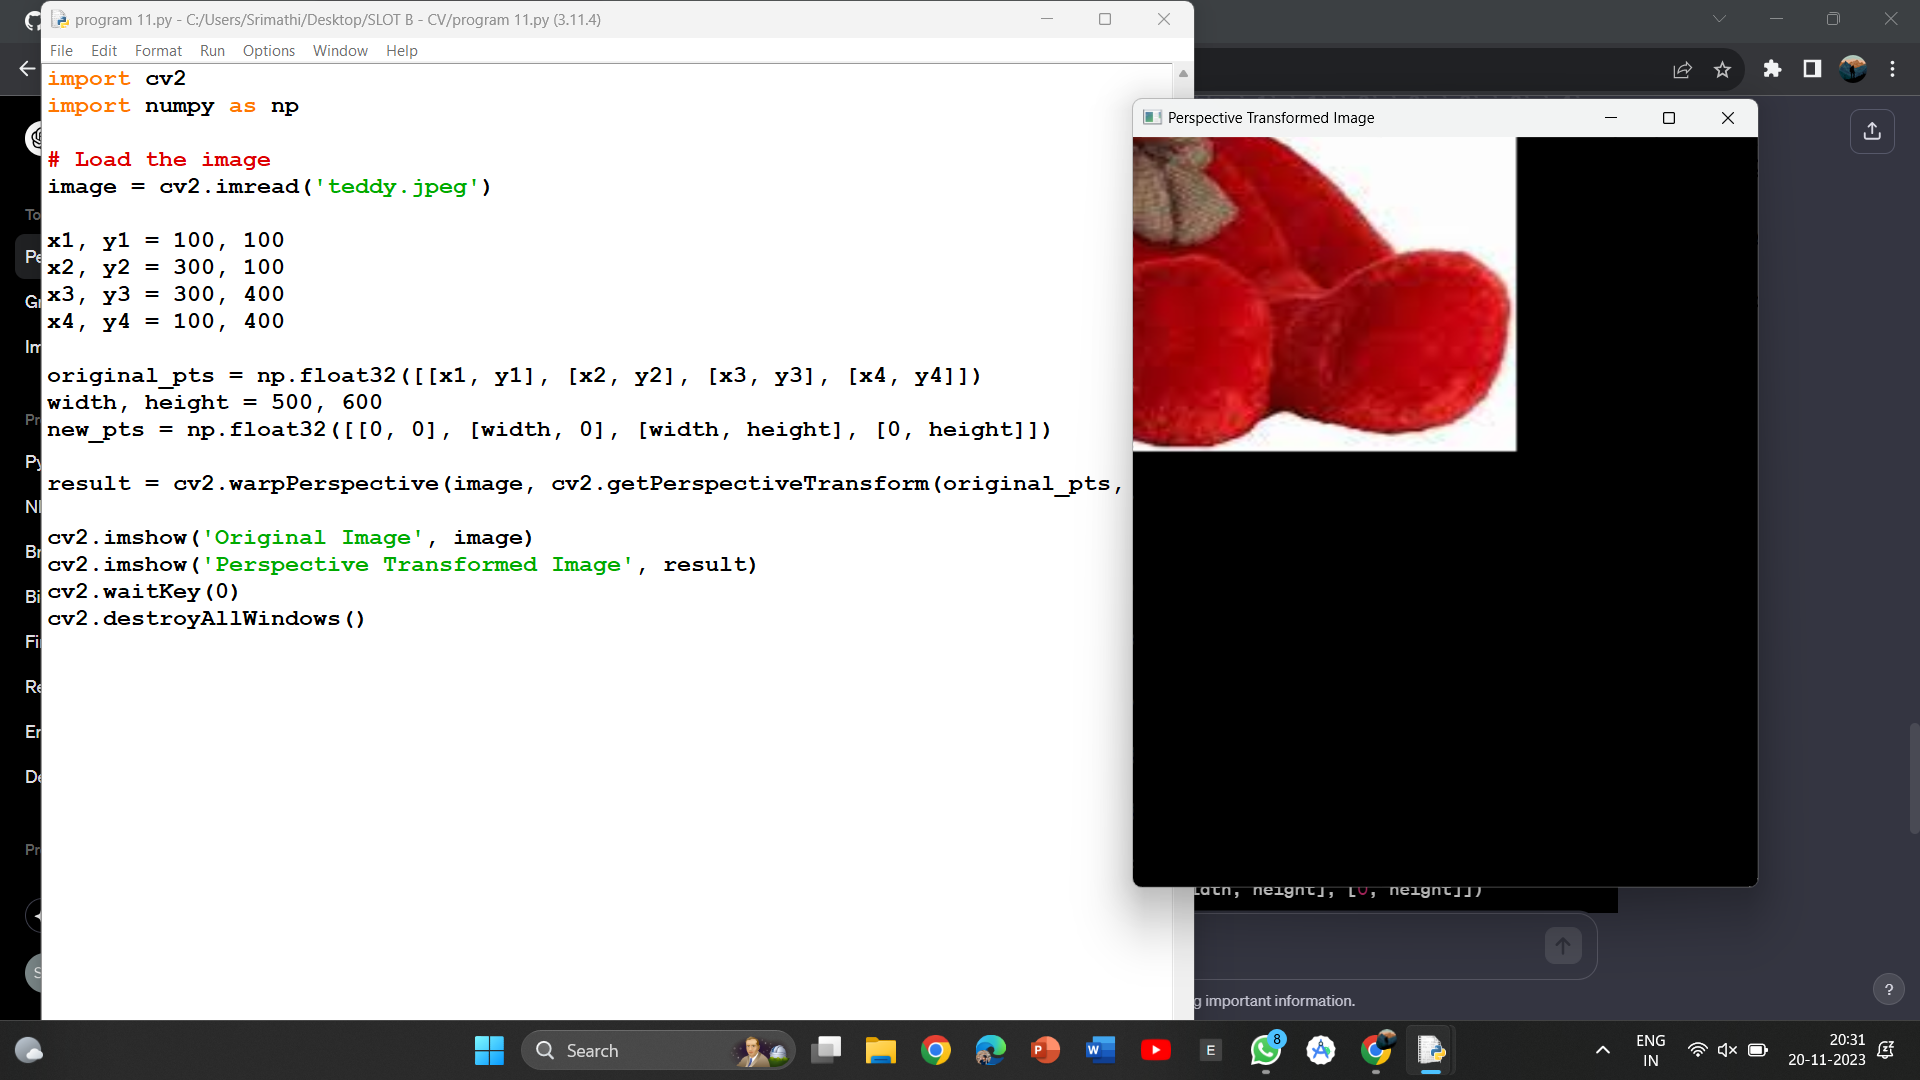 program 11.py - C:/Users/Srimathi/Desktop/SLOT B - CV/program 11.py (3.11.4)
File Edit Format Run Options Window Help
import cv2
import numpy as np
# Load the image
image = cv2.imread('teddy.jpeg')
x1, y1 = 100, 100
x2, y2 = 300, 100
x3, y3 = 300, 400
x4, y4 = 100, 400
original_pts = np.float32([[x1, y1], [x2, y2], [x3, y3], [x4, y4]])
width, height = 500, 600
new_pts = np.float32([[0, 0], [width, 0], [width, height], [0, height]])
result = cv2.warpPerspective(image, cv2.getPerspectiveTransform(original_pts,
cv2.imshow('Original Image', image)
cv2.imshow('Perspective Transformed Image', result)
cv2.waitKey(0)
cv2.destroyAllWindows()
Perspective Transformed Image
To
Pe
Gr
Im
Pr
Py
Br
Bi
Fi
Re
Er
De
Pr
S
height], [0, height]])
g important information.
?
Search
E
8
ENG
IN
20:31
20-11-2023